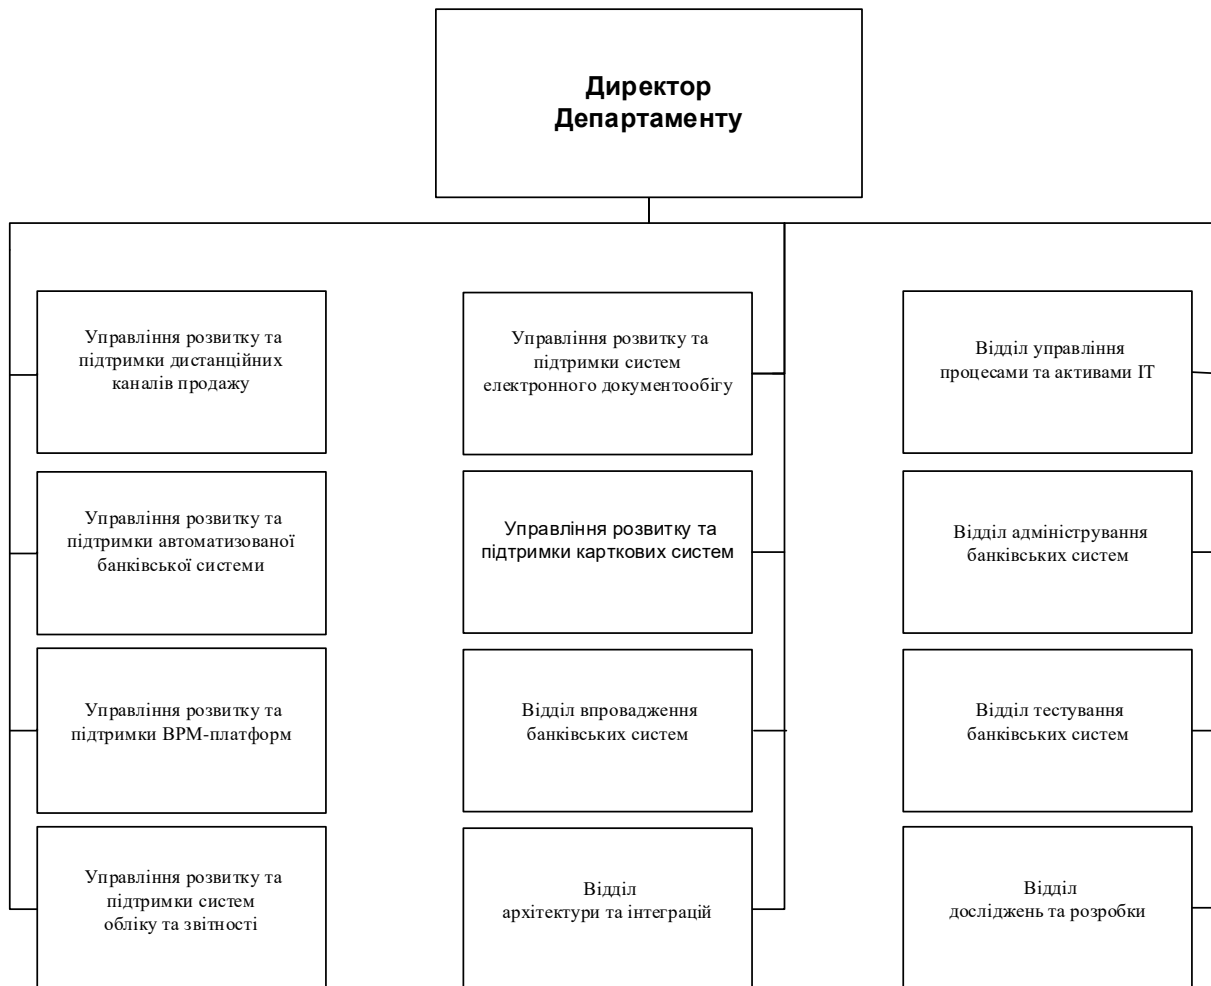 Директор
Департаменту
Управління розвитку та
підтримки дистанційних
каналів продажу
Управління розвитку та
підтримки систем
електронного документообігу
Відділ управління
процесами та активами ІТ
Управління розвитку та
підтримки автоматизованої
банківської системи
Управління розвитку та
підтримки карткових систем
Відділ адміністрування
банківських систем
Управління розвитку та
підтримки BPM-платформ
Відділ впровадження
банківських систем
Відділ тестування
банківських систем
Управління розвитку та
підтримки систем
обліку та звітності
Відділ
архітектури та інтеграцій
Відділ
досліджень та розробки